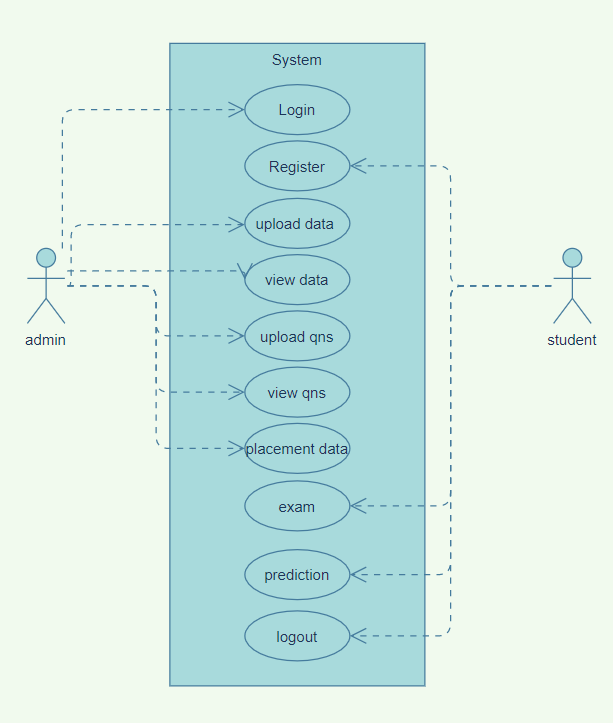 System
Login
Register
upload data
view data
upload qns
view qns
placement data
exam
prediction
logout
admin
student